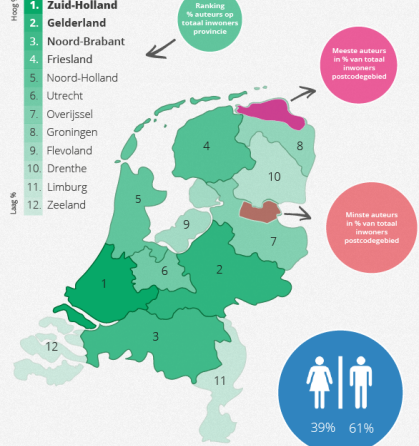 Hoog
1. Zuid-Holland
2. Gelderland
3. Noord-Brabant
4. Friesland
5. Noord-Holland
6. Utrecht
7. Overijssel
8. Groningen
9. Flevoland
10. Drenthe
11. Limburg
12. Zeeland
Laag %
Ranking
% auteurs op
totaal inwoners
provincie
Meeste auteurs
in % van totaal
inwoners
postcodegebied
4
8
10
5
9
Minste auteurs
in % van totaal
inwoners
postcodegebied
7
6
2
1
3
12
11
39% 61%